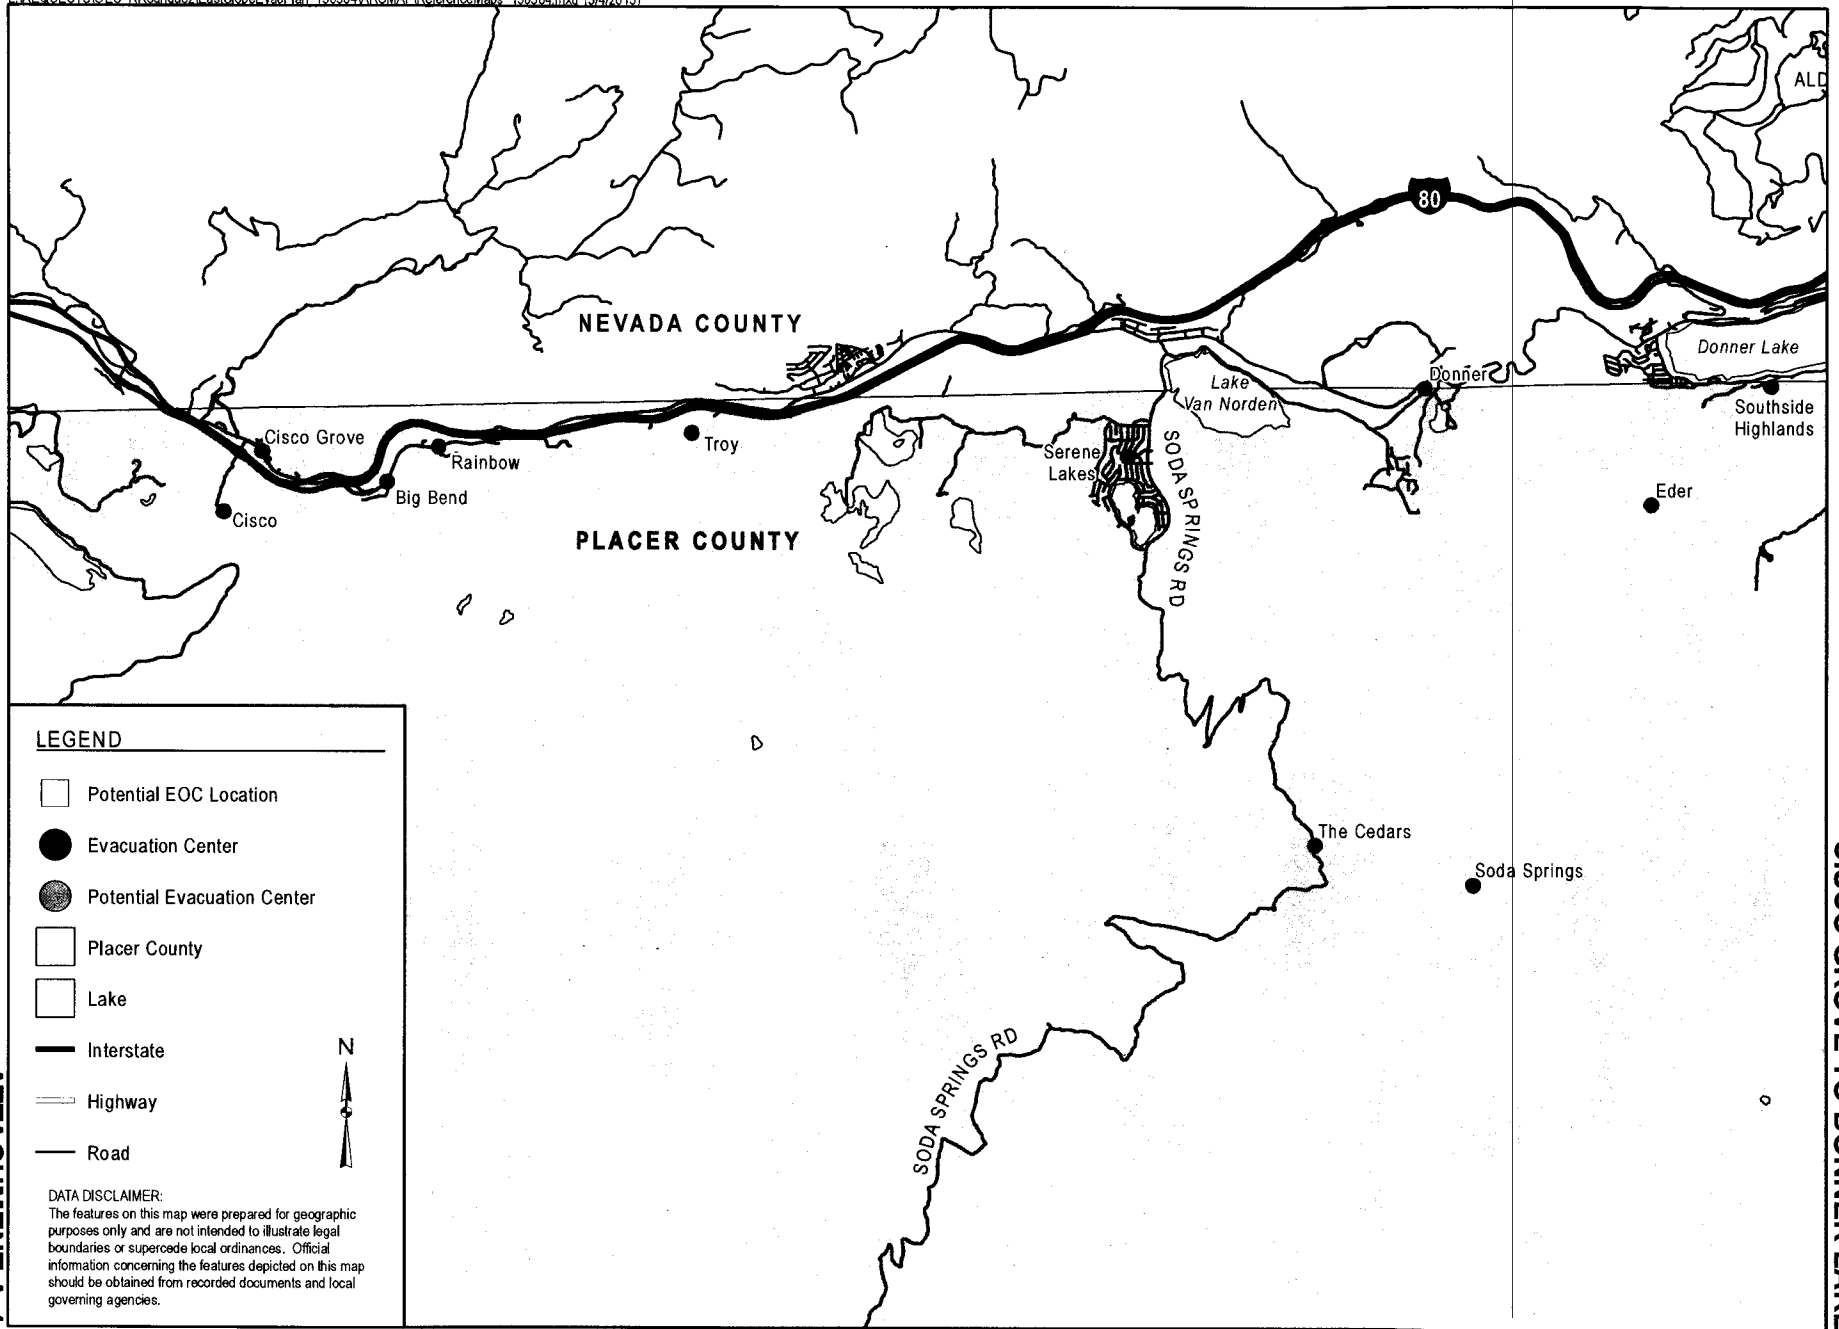 ALD
80
NEVADA COUNTY
Donner Lake
Donner
Lake
Van Norden
Southside
Highlands
Cisco Grove
Rainbow
Troy
Serene
Lakes
SODA SPRINGS RD
Big Bend
Eder
Cisco
PLACER COUNTY
The Cedars
Soda Springs
SODA SPRINGS RD
LEGEND
Potential EOC Location
Evacuation Center
Potential Evacuation Center
Placer County
Lake
Interstate
Highway
Road
N
DATA DISCLAIMER:
The features on this map were prepared for geographic
purposes only and are not intended to illustrate legal
boundaries or supercede local ordinances. Official
information concerning the features depicted on this map
should be obtained from recorded documents and local
governing agencies.